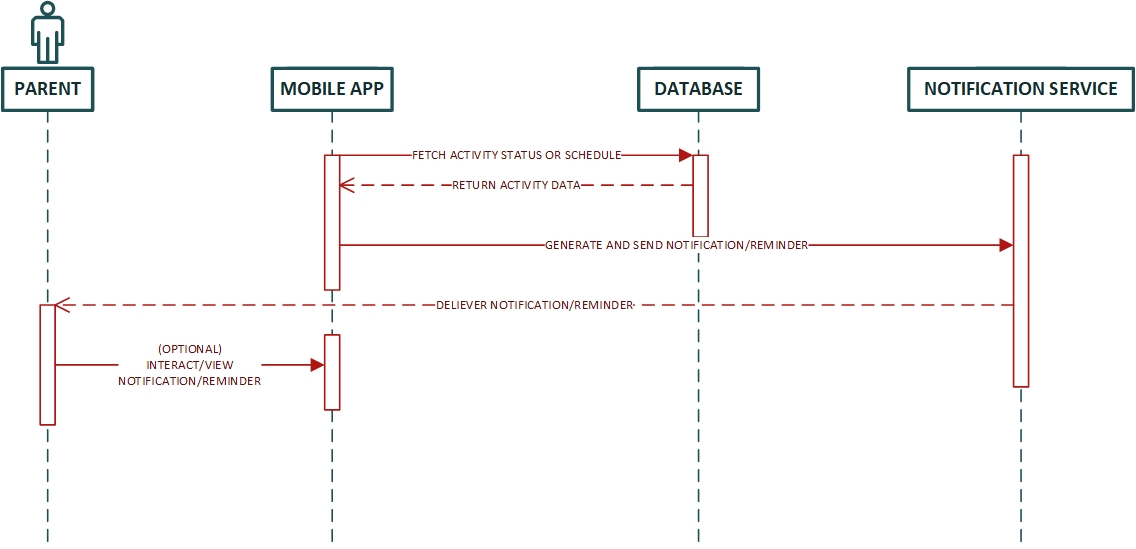 PARENT
MOBILE APP
DATABASE
NOTIFICATION SERVICE
FETCH ACTIVITY STATUS OR SCHEDULE
RETURN ACTIVITY DATA
GENERATE AND SEND NOTIFICATION/REMINDER
DELIEVER NOTIFICATION/REMINDER
(OPTIONAL)
INTERACT/VIEW
NOTIFICATION/REMINDER